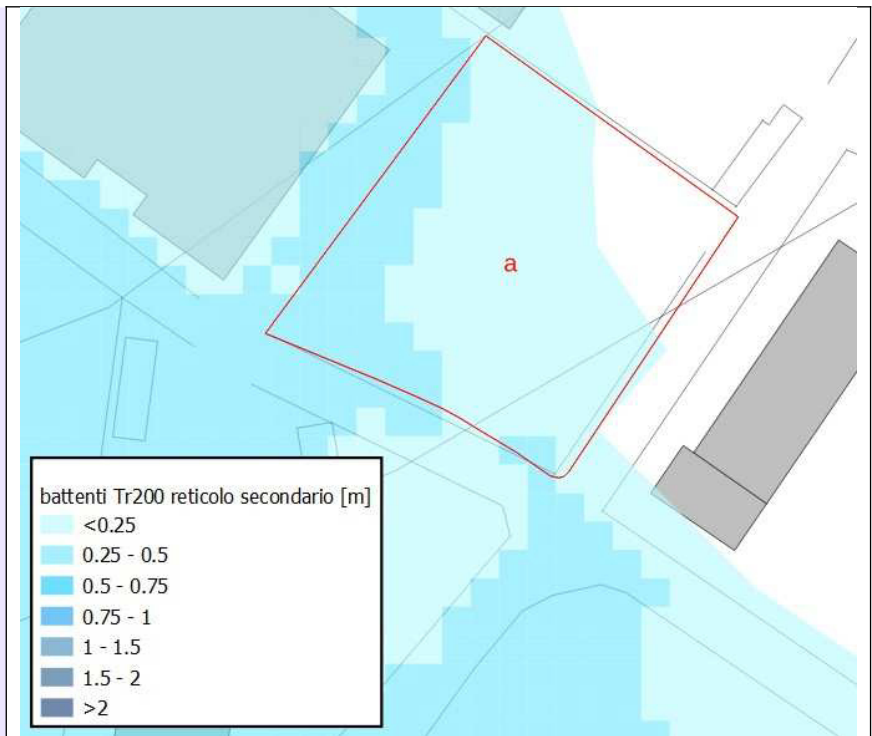 a
battenti Tr200 reticolo secondario [m]
<0.25
0.25 - 0.5
0.5 - 0.75
0.75 - 1
1 - 1.5
1.5 - 2
>2